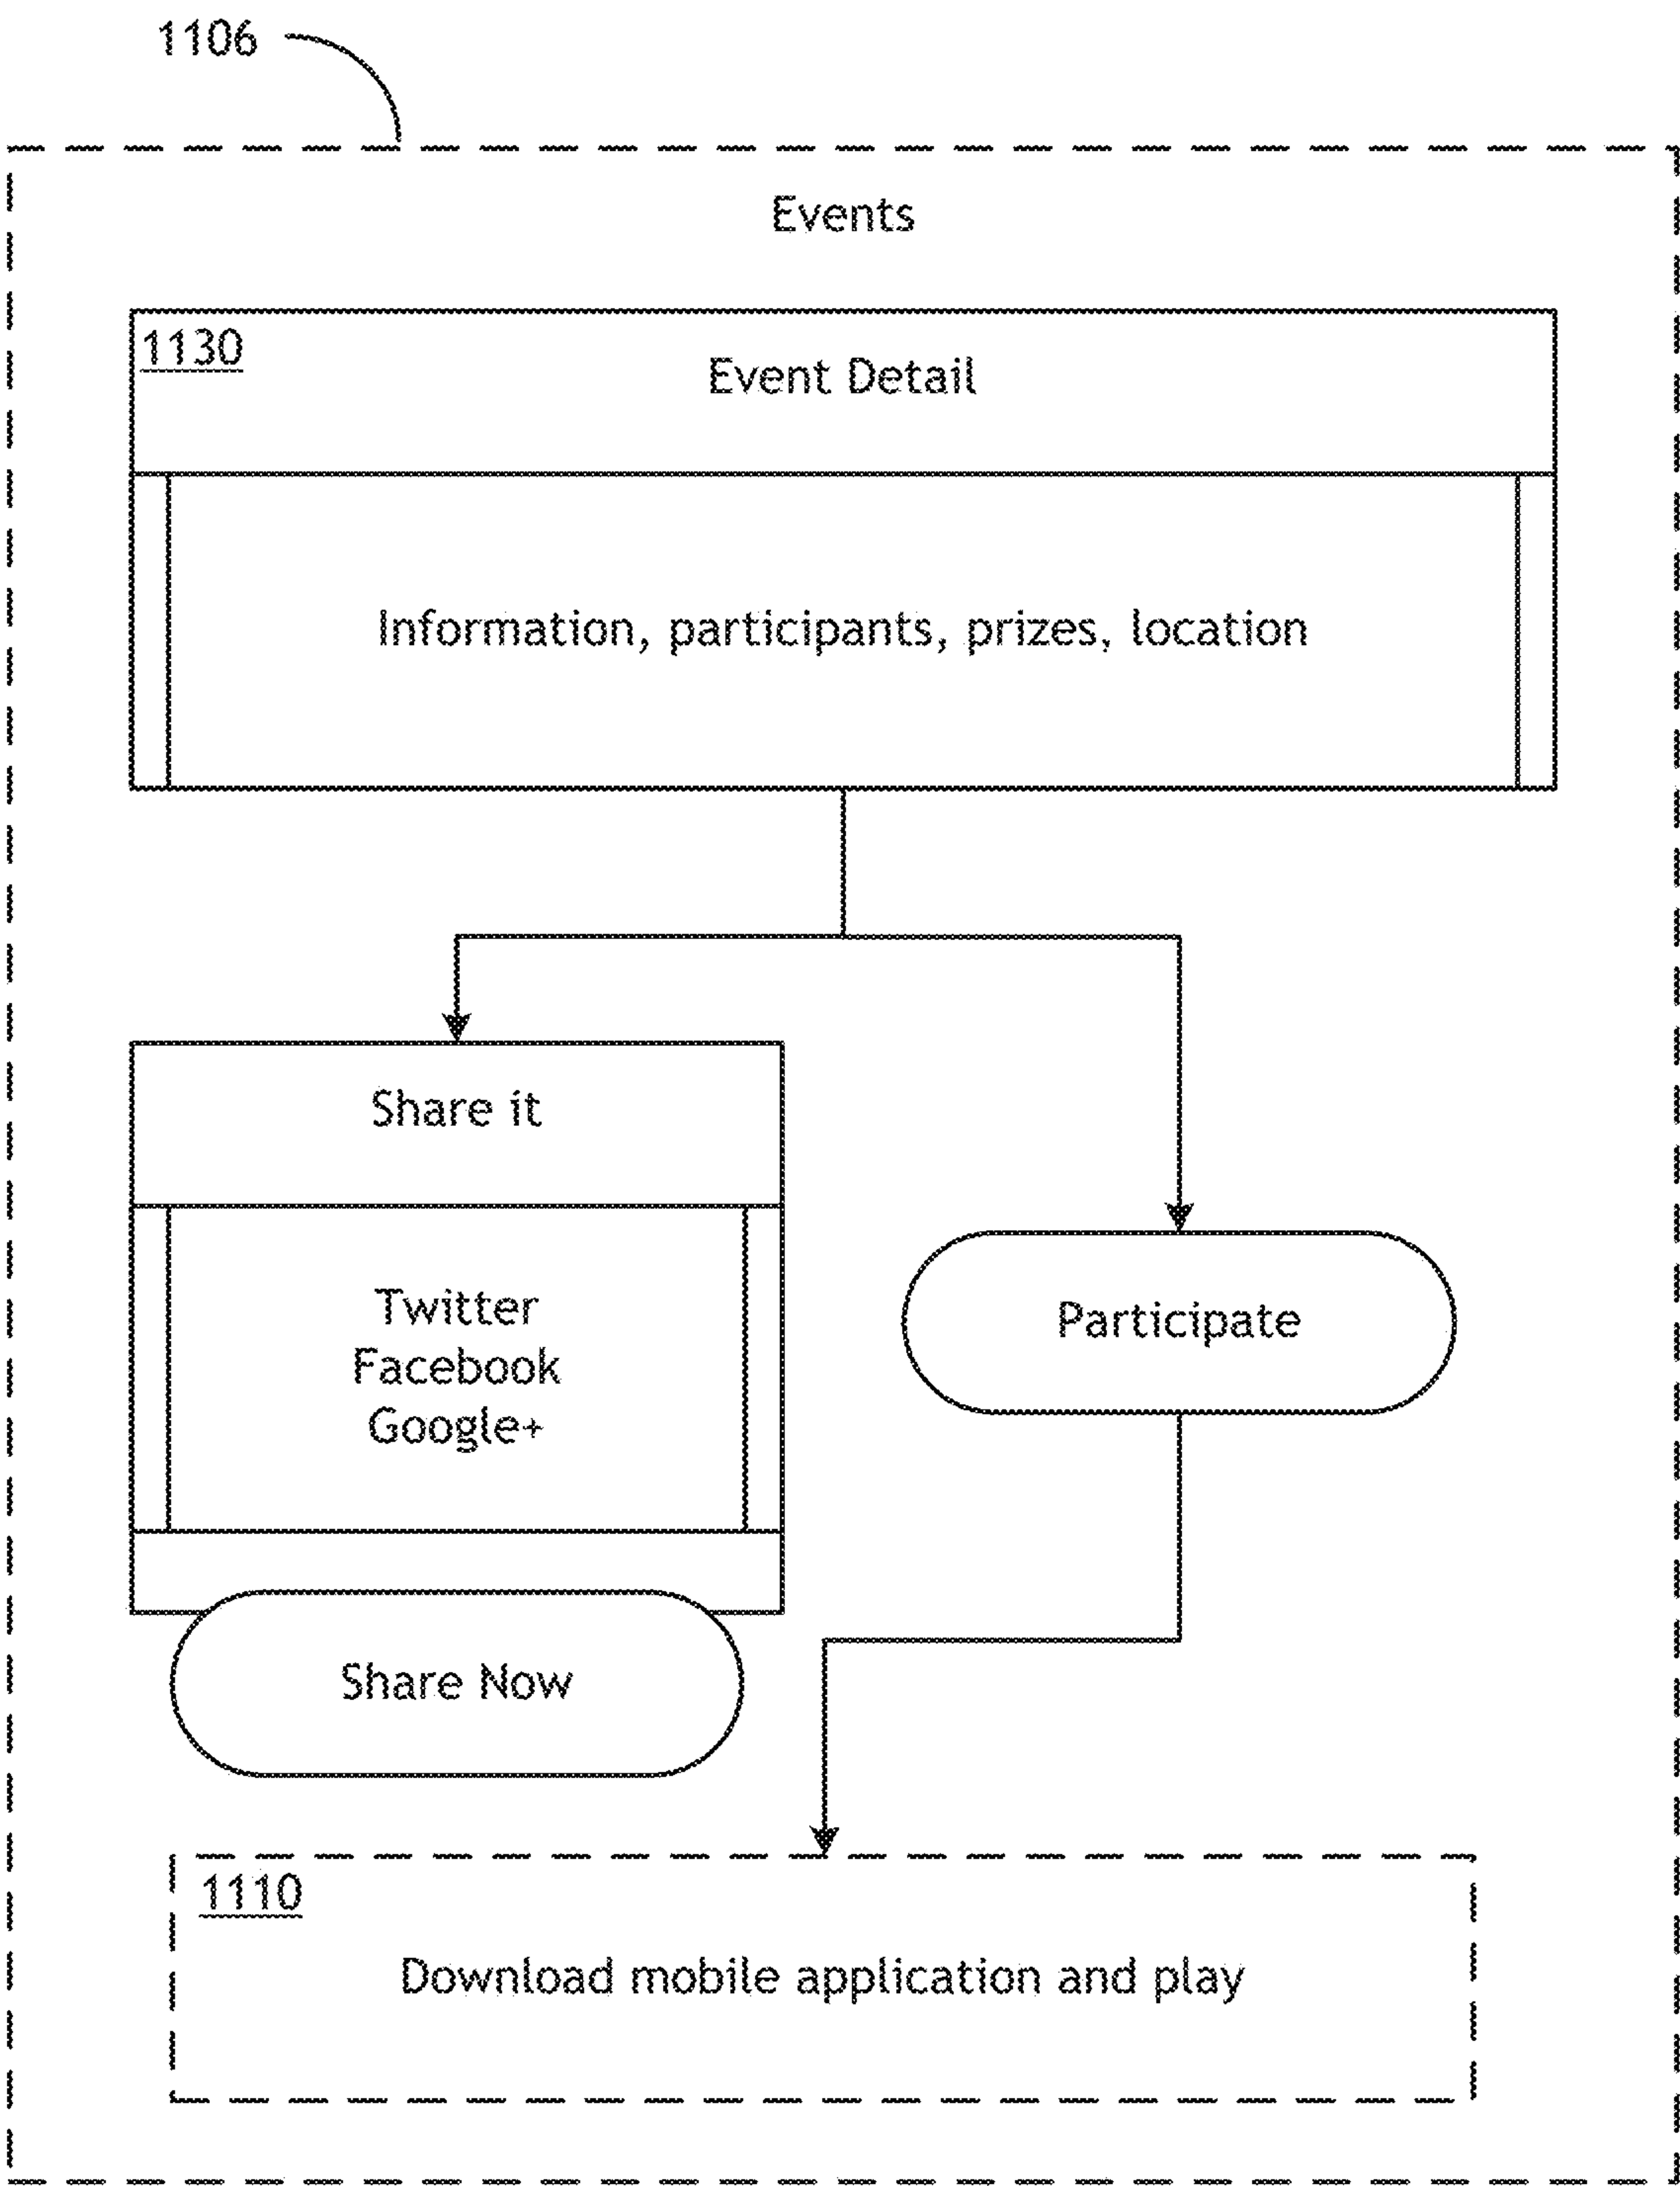 1106
Events
1130
Event Detail
Information, participants, prizes, location
Share it
Twitter
Facebook
Google+
Participate
Share Now
1110
Download mobile application and play